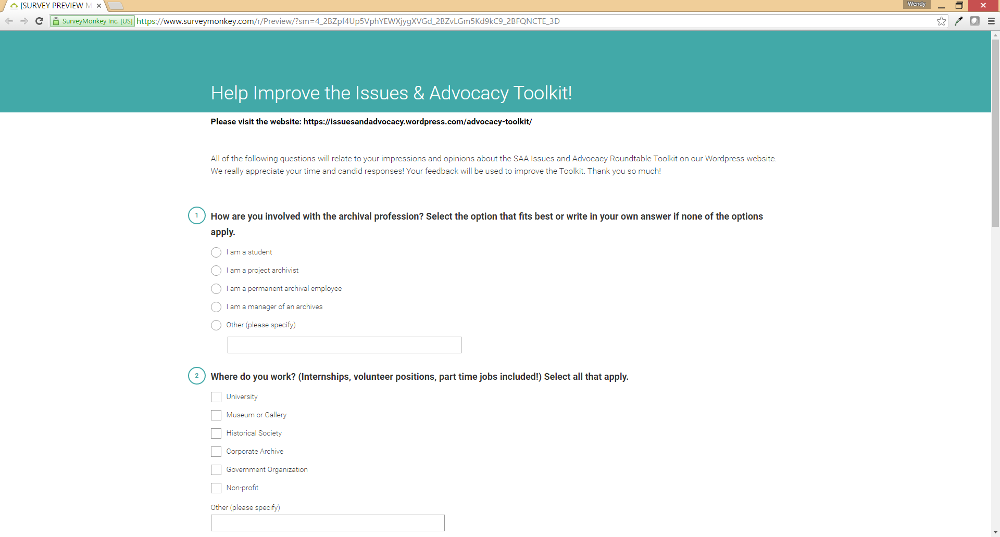 [SURVEY PREVIEW M
Wendy
SurveyMonkey Inc. [US] https://www.surveymonkey.com/r/Preview/?sm=4_2BZpf4Up5VphYEWXjygXVGd_2BZvLGm5Kd9kC9_2BFQNCTE_3D
Help Improve the Issues & Advocacy Toolkit!
Please visit the website: https://issuesandadvocacy.wordpress.com/advocacy-toolkit/
All of the following questions will relate to your impressions and opinions about the SAA Issues and Advocacy Roundtable Toolkit on our Wordpress website.
We really appreciate your time and candid responses! Your feedback will be used to improve the Toolkit. Thank you so much!
1 How are you involved with the archival profession? Select the option that fits best or write in your own answer if none of the options
apply.
I am a student
I am a project archivist
I am a permanent archival employee
I am a manager of an archives
Other (please specify)
2 Where do you work? (Internships, volunteer positions, part time jobs included!) Select all that apply.
University
Museum or Gallery
Historical Society
Corporate Archive
Government Organization
Non-profit
Other (please specify)